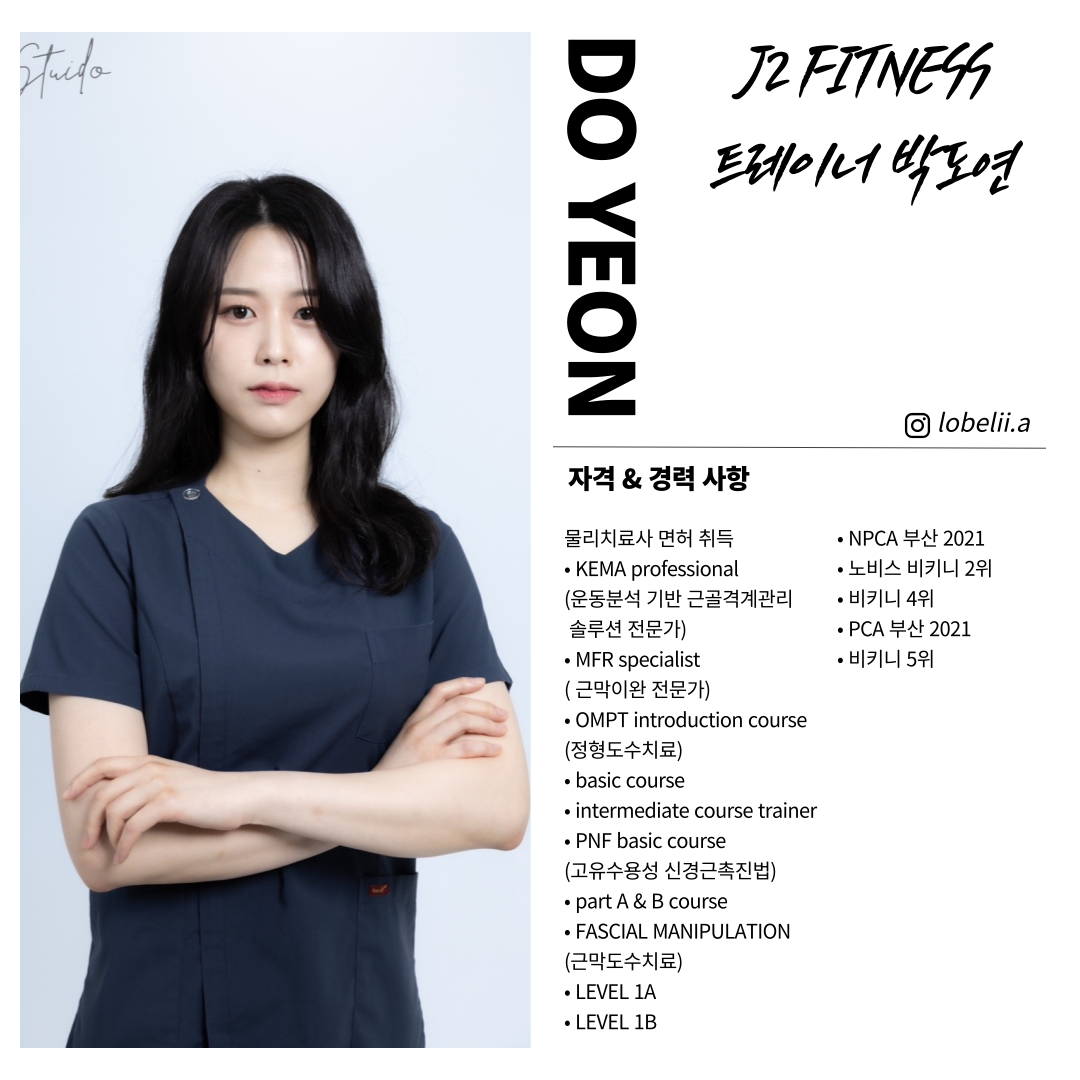 Stuido
DO YEON
J2 FITNESS
트레이너 박도연
lobelii.a
자격 & 경력 사항
물리치료사 면허 취득
• KEMA professional
(운동분석 기반 근골격계관리
솔루션 전문가)
• MFR specialist
( 근막이완 전문가)
• OMPT introduction course
(정형도수치료)
• basic course
• intermediate course trainer
• PNF basic course
(고유수용성 신경근촉진법)
• part A & B course
• FASCIAL MANIPULATION
(근막도수치료)
• LEVEL 1A
• LEVEL 1B
• NPCA 부산 2021
• 노비스 비키니 2위
• 비키니 4위
• PCA 부산 2021
• 비키니 5위